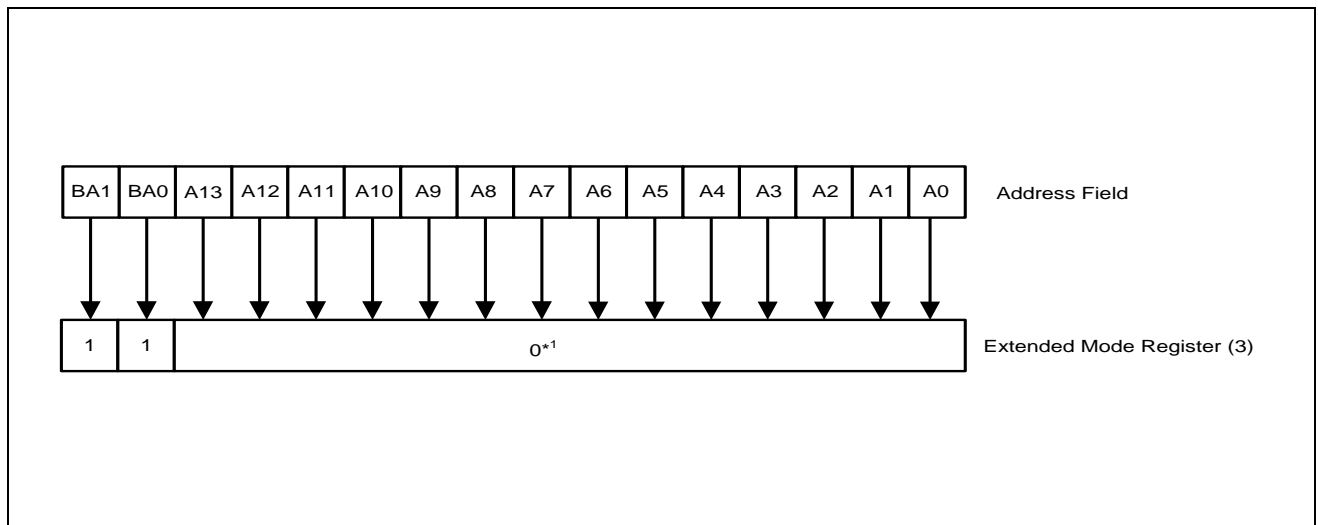 BA1 BA0 A13 A12 A11 A10 A9 A8 A7 A6 A5 A4 A3 A2 A1 A0 Address Field
1 1 0*1 Extended Mode Register (3)